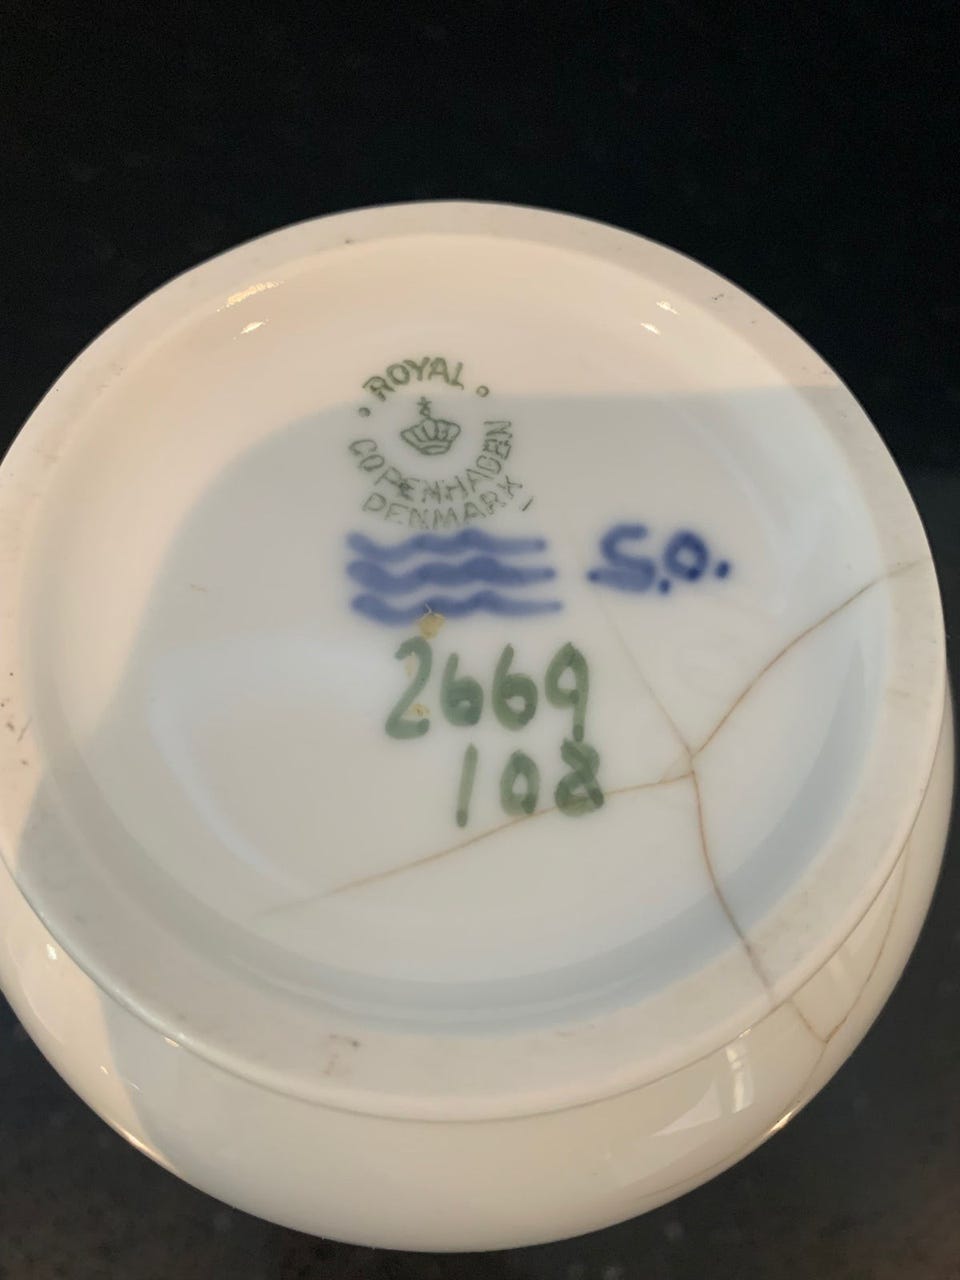 • ROYAL •
COPENHAGEN
DENMARK
S.O.
2669
108